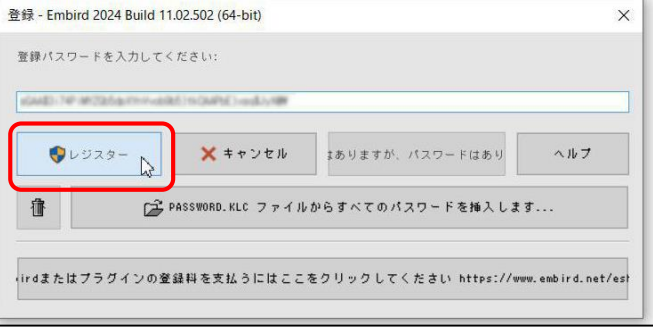 登録 - Embird 2024 Build 11.02.502 (64-bit)
登録パスワードを入力してください:
レジスター
キャンセル
はありますが、パスワードはあり
ヘルプ
PASSWORD.KLC ファイルからすべてのパスワードを挿入します...
irdまたはプラグインの登録料を支払うにはここをクリックしてください https://www.embird.net/est